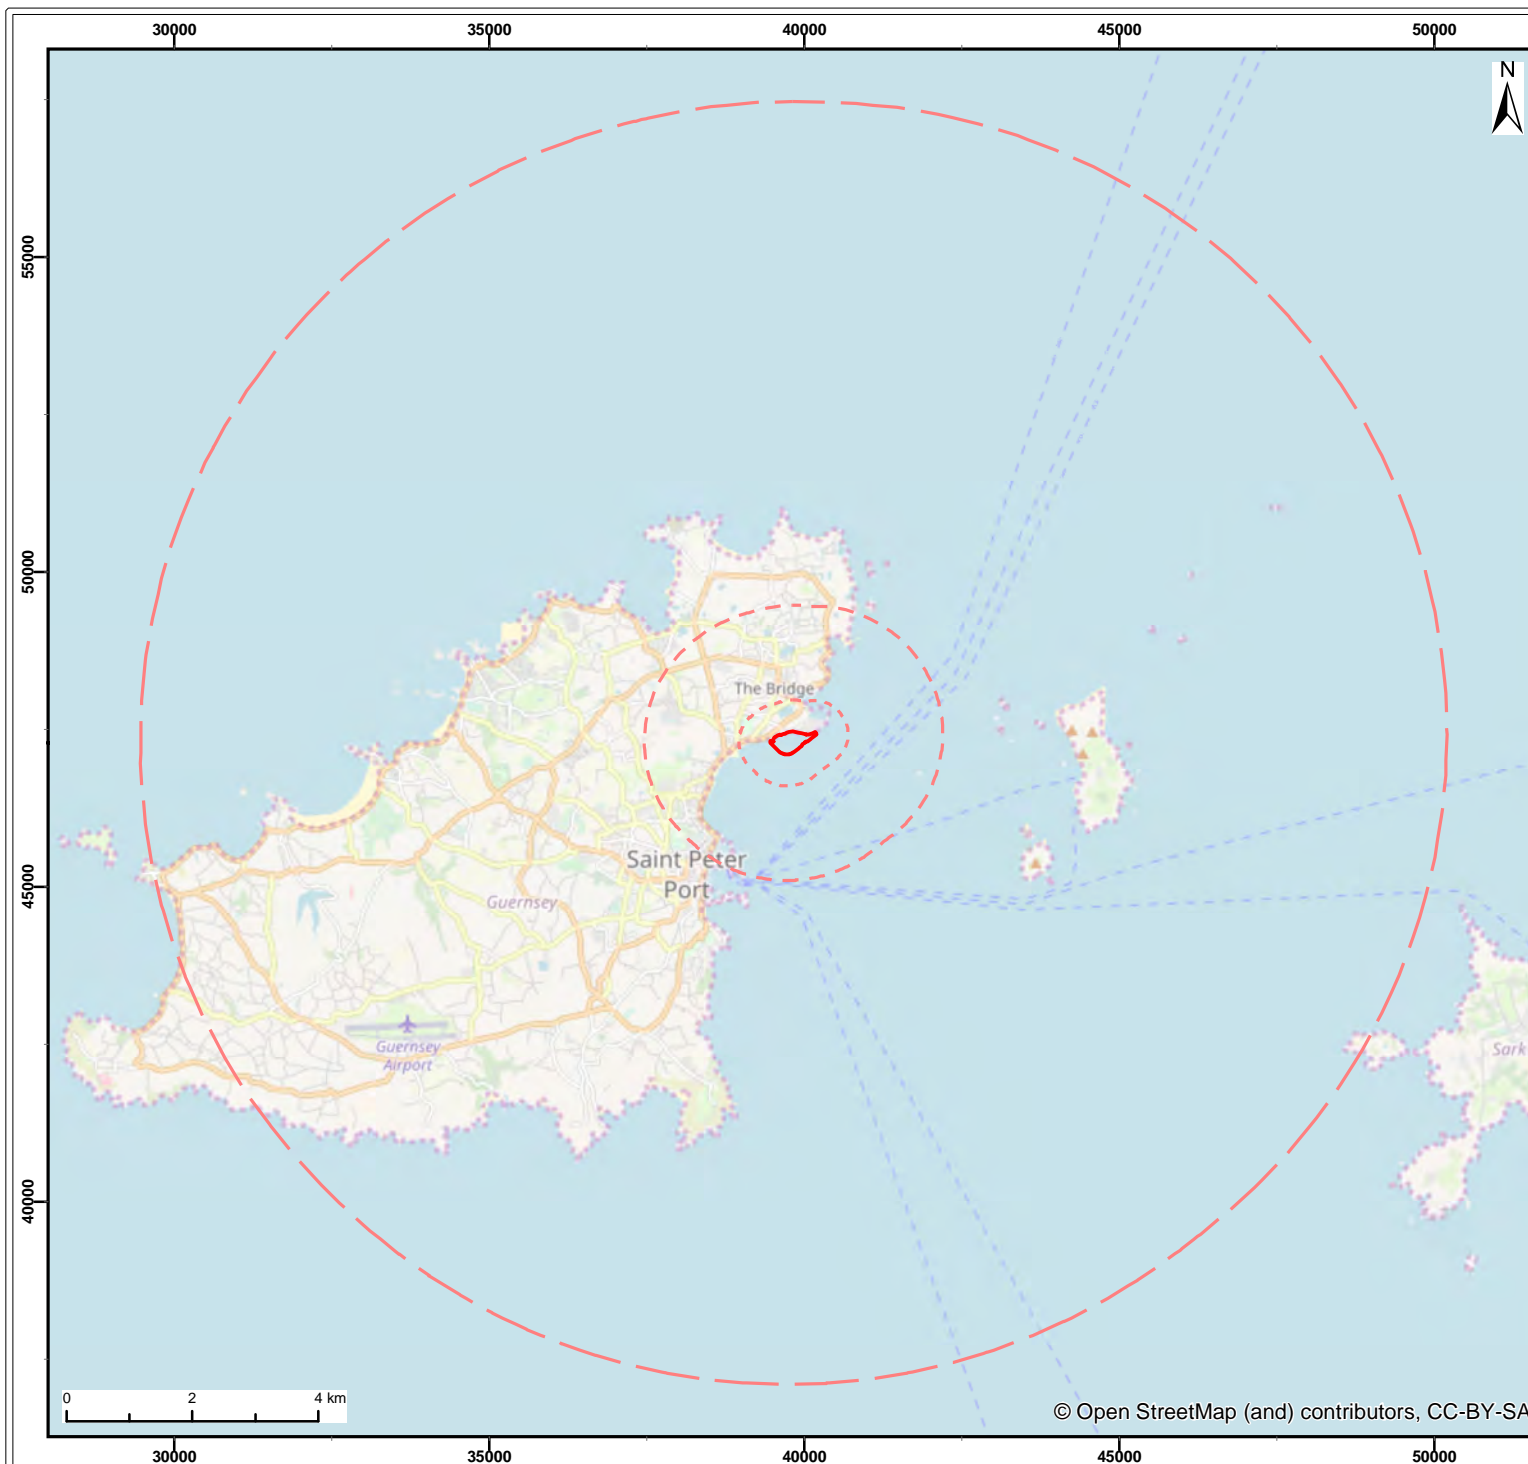 30000 35000 40000 45000 50000
N
55000
50000
45000
40000
The Bridge
Saint Peter
Port
Guernsey
Guernsey
Airport
Sark
0 2 4 km
© Open StreetMap (and) contributors, CC-BY-SA
30000 35000 40000 45000 50000